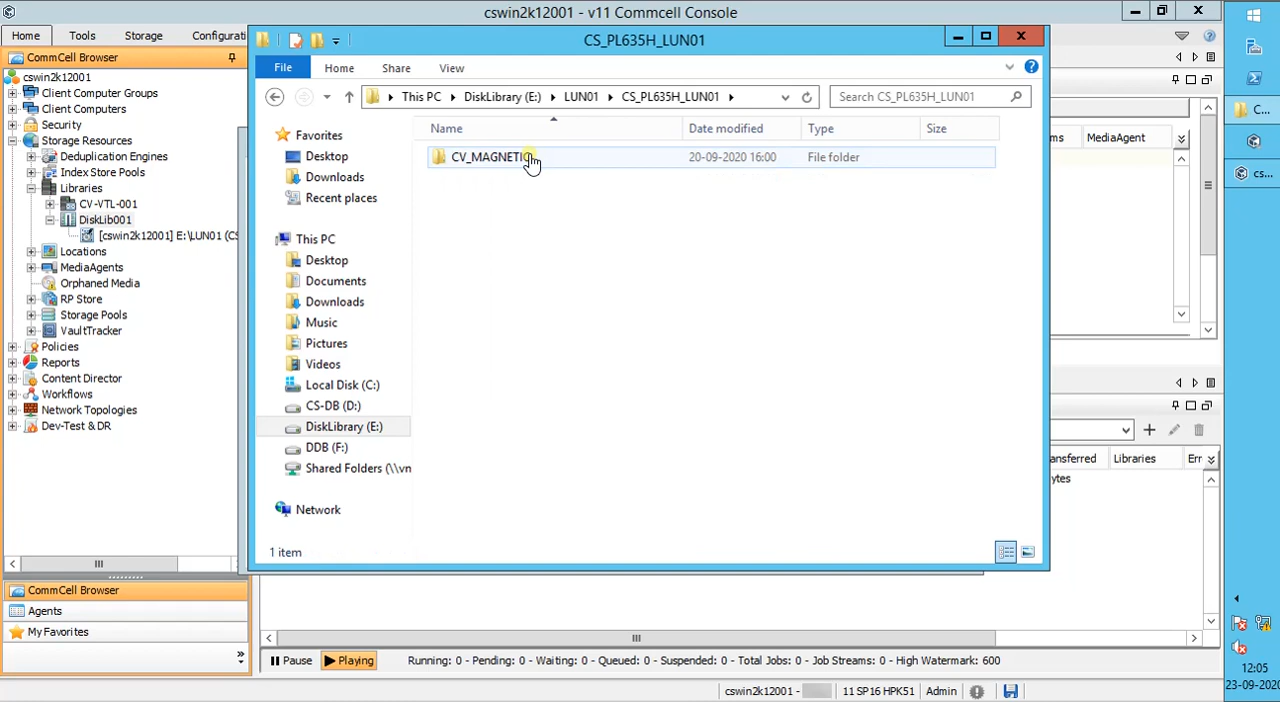 cswin2k12001 - v11 Commcell Console
Home
Tools
Storage
Configurati
CommCell Browser
cswin2k12001
Client Computer Groups
Client Computers
Security
Storage Resources
Deduplication Engines
Index Store Pools
Libraries
CV-VTL-001
DiskLib001
[cswin2k12001] E:\LUN01 (CS
Locations
MediaAgents
Orphaned Media
RP Store
Storage Pools
VaultTracker
Policies
Reports
Content Director
Workflows
Network Topologies
Dev-Test & DR
CommCell Browser
Agents
My Favorites
CS_PL635H_LUN01
File
Home
Share
View
This PC
DiskLibrary (E:)
LUN01
CS_PL635H_LUN01
Search CS_PL635H_LUN01
Favorites
Desktop
Downloads
Recent places
This PC
Desktop
Documents
Downloads
Music
Pictures
Videos
Local Disk (C:)
CS-DB (D:)
DiskLibrary (E:)
DDB (F:)
Shared Folders (\\vm
Network
Name
Date modified
Type
Size
CV_MAGNETIC
20-09-2020 16:00
File folder
1 item
ms
MediaAgent
ansferred
Libraries
Err
ytes
Pause
Playing
Running: 0 - Pending: 0 - Waiting: 0 - Queued: 0 - Suspended: 0 - Total Jobs: 0 - Job Streams: 0 - High Watermark: 600
cswin2k12001 -
11 SP16 HPK51
Admin
C...
cs...
12:05
23-09-2020